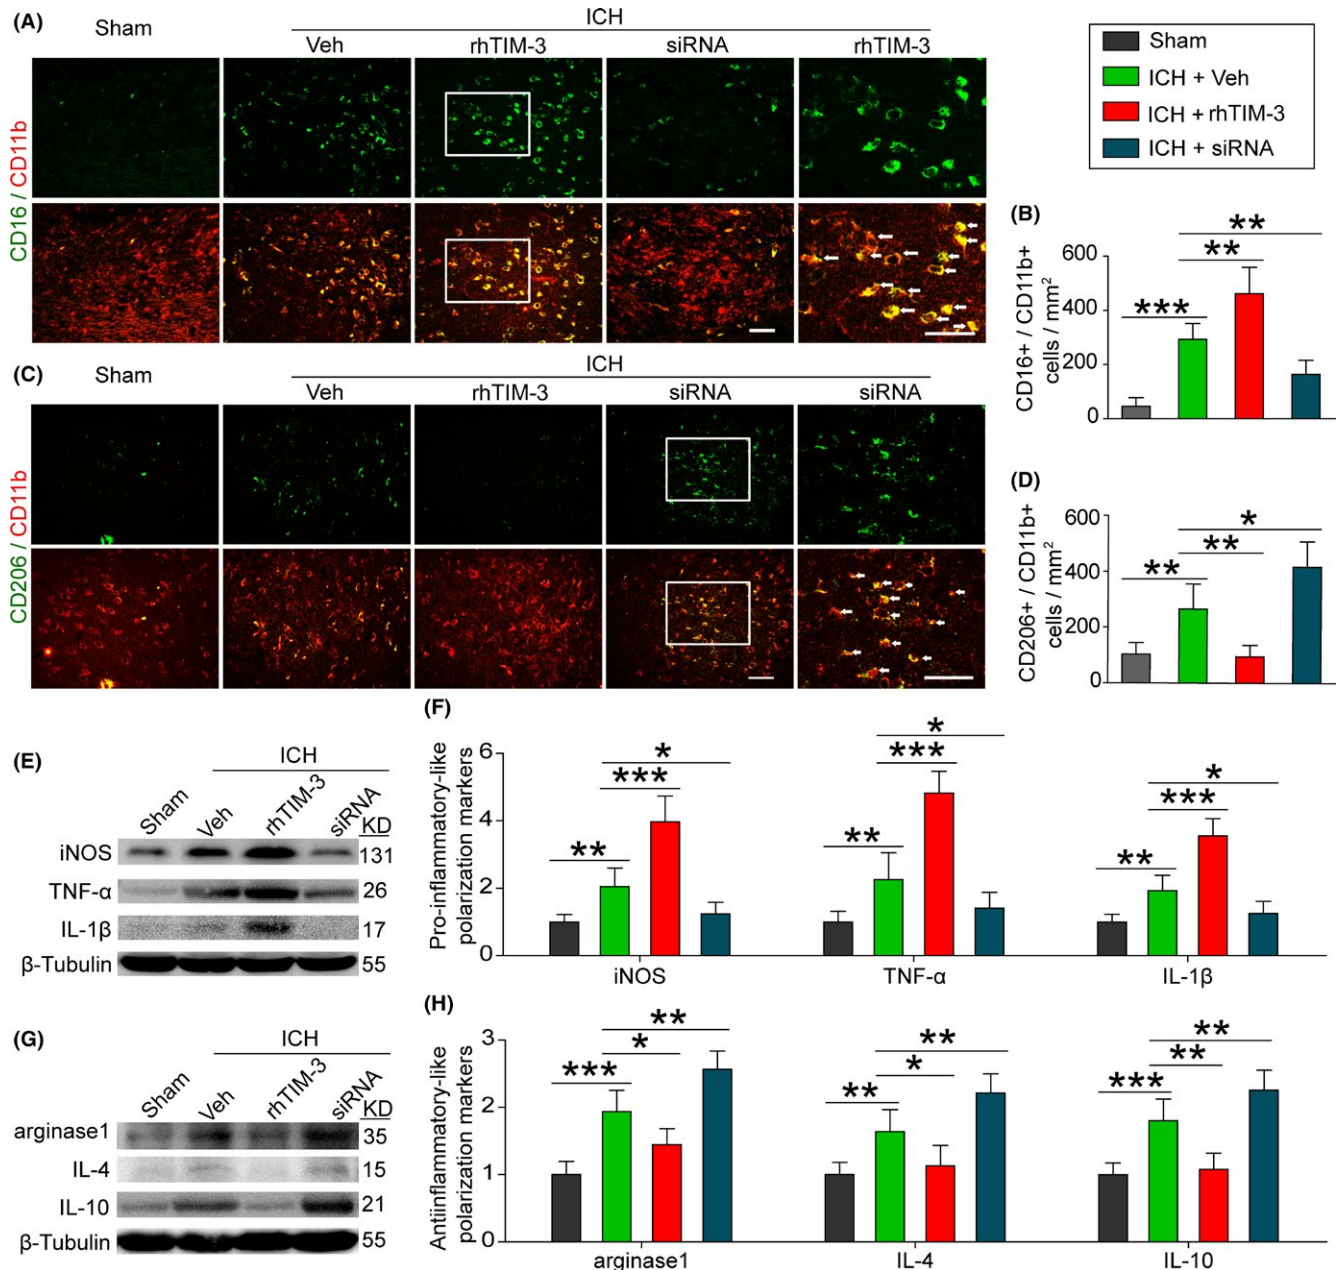 (A)
ICH
Sham
Veh
rhTIM-3
siRNA
rhTIM-3
CD16 / CD11b
Sham
ICH + Veh
ICH + rhTIM-3
ICH + siRNA
(B)
CD16+ / CD11b+
cells / mm²
600
400
200
0
***
**
**
(C)
ICH
Sham
Veh
rhTIM-3
siRNA
siRNA
CD206 / CD11b
(D)
CD206+ / CD11b+
cells / mm²
600
400
200
0
**
**
*
(E)
ICH
Sham
Veh
rhTIM-3
siRNA
KD
iNOS
131
TNF-α
26
IL-1β
17
β-Tubulin
55
(F)
Pro-inflammatory-like
polarization markers
6
4
2
0
**
***
*
**
***
*
**
***
*
iNOS
TNF-α
IL-1β
(G)
ICH
Sham
Veh
rhTIM-3
siRNA
KD
arginase1
35
IL-4
15
IL-10
21
β-Tubulin
55
(H)
Antiinflammatory-like
polarization markers
3
2
1
0
***
*
**
**
*
**
***
**
**
arginase1
IL-4
IL-10